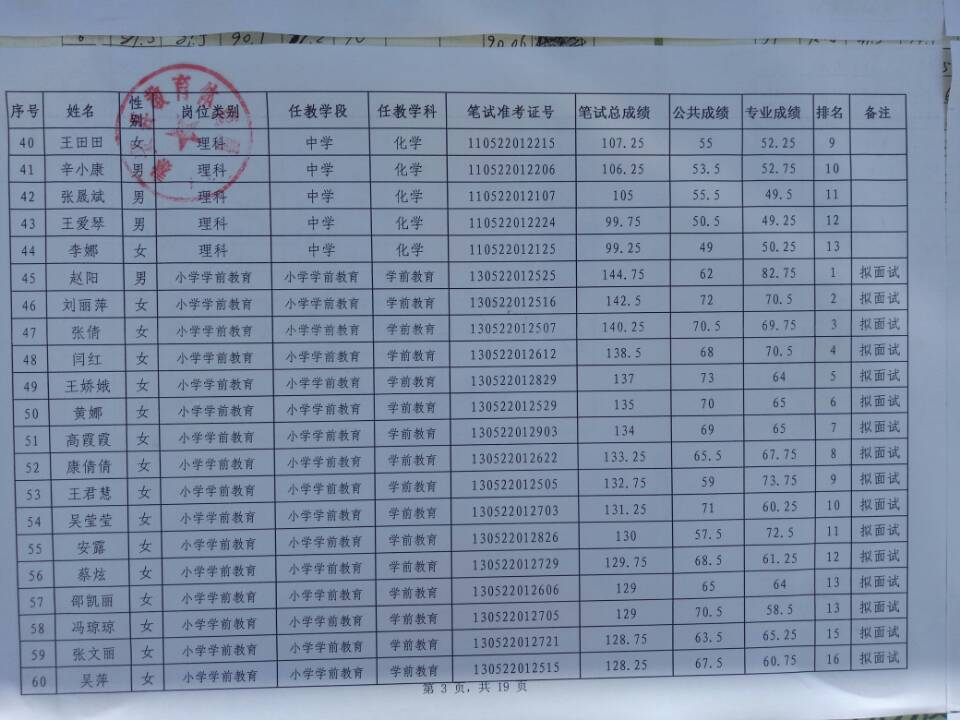 序号 姓名 性别 岗位类别 任教学段 任教学科 笔试准考证号 笔试总成绩 公共成绩 专业成绩 排名 备注
40 王田田 女 理科 中学 化学 110522012215 107.25 55 52.25 9
41 辛小康 男 理科 中学 化学 110522012206 106.25 53.5 52.75 10
42 张晟斌 男 理科 中学 化学 110522012107 105 55.5 49.5 11
43 王爱琴 男 理科 中学 化学 110522012224 99.75 50.5 49.25 12
44 李娜 女 理科 中学 化学 110522012125 99.25 49 50.25 13
45 赵阳 男 小学学前教育 小学学前教育 学前教育 130522012525 144.75 62 82.75 1 拟面试
46 刘丽萍 女 小学学前教育 小学学前教育 学前教育 130522012516 142.5 72 70.5 2 拟面试
47 张倩 女 小学学前教育 小学学前教育 学前教育 130522012507 140.25 70.5 69.75 3 拟面试
48 闫红 女 小学学前教育 小学学前教育 学前教育 130522012612 138.5 68 70.5 4 拟面试
49 王娇娥 女 小学学前教育 小学学前教育 学前教育 130522012829 137 73 64 5 拟面试
50 黄娜 女 小学学前教育 小学学前教育 学前教育 130522012529 135 70 65 6 拟面试
51 高霞霞 女 小学学前教育 小学学前教育 学前教育 130522012903 134 69 65 7 拟面试
52 康倩倩 女 小学学前教育 小学学前教育 学前教育 130522012622 133.25 65.5 67.75 8 拟面试
53 王君慧 女 小学学前教育 小学学前教育 学前教育 130522012505 132.75 59 73.75 9 拟面试
54 吴莹莹 女 小学学前教育 小学学前教育 学前教育 130522012703 131.25 71 60.25 10 拟面试
55 安露 女 小学学前教育 小学学前教育 学前教育 130522012826 130 57.5 72.5 11 拟面试
56 蔡炫 女 小学学前教育 小学学前教育 学前教育 130522012729 129.75 68.5 61.25 12 拟面试
57 邵凯丽 女 小学学前教育 小学学前教育 学前教育 130522012606 129 65 64 13 拟面试
58 冯琼琼 女 小学学前教育 小学学前教育 学前教育 130522012705 129 70.5 58.5 13 拟面试
59 张文丽 女 小学学前教育 小学学前教育 学前教育 130522012721 128.75 63.5 65.25 15 拟面试
60 吴萍 女 小学学前教育 小学学前教育 学前教育 130522012515 128.25 67.5 60.75 16 拟面试
第 3 页，共 19 页